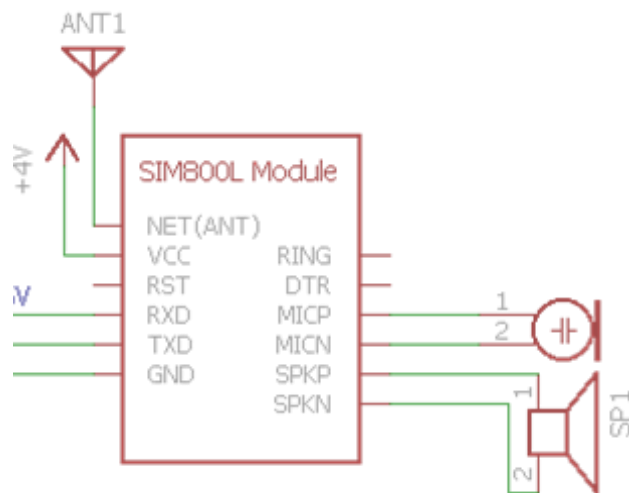 ANT1
+4V
SIM800L Module
NET(ANT)
VCC
RING
RST
DTR
RXD
MICP
1
TXD
MICN
2
GND
SPKP
SPKN
1
2
SP1